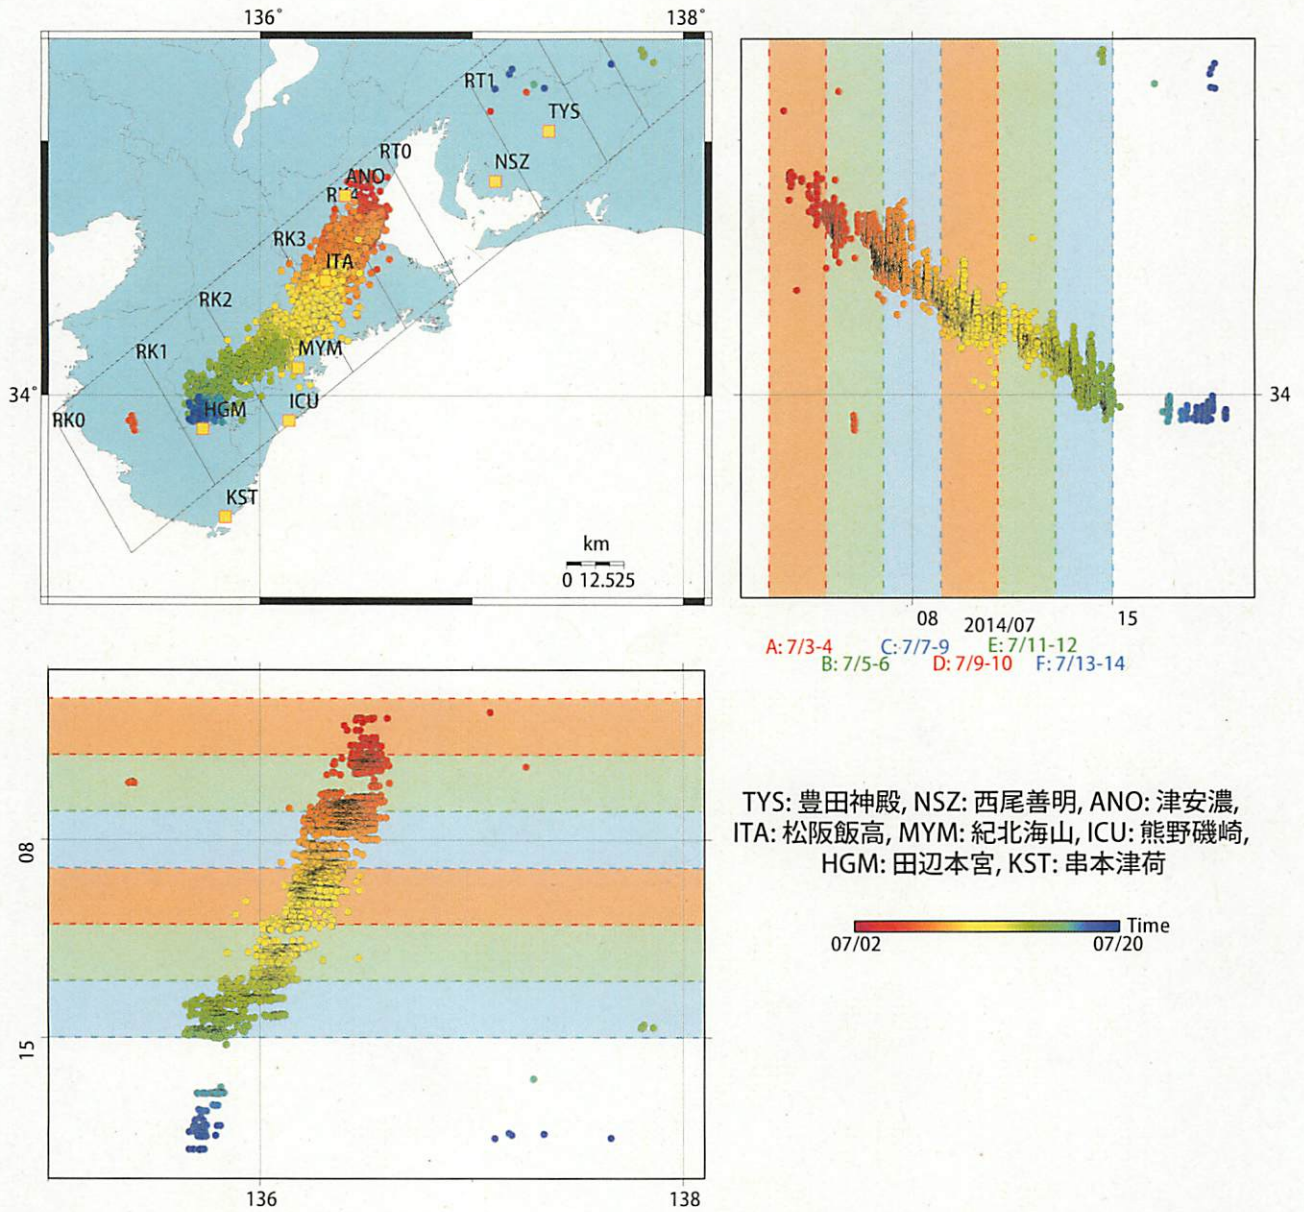 136° 138°
RT1
TYS
RT0
NSZ
ANO
RK4
RK3
ITA
RK2
RK1
MYM
34°
34
HGM
ICU
RK0
KST
km
0 12.525
08 15
2014/07
A: 7/3-4 C: 7/7-9 E: 7/11-12
B: 7/5-6 D: 7/9-10 F: 7/13-14
08
15
136 138
TYS: 豊田神殿, NSZ: 西尾善明, ANO: 津安濃,
ITA: 松阪飯高, MYM: 紀北海山, ICU: 熊野磯崎,
HGM: 田辺本宮, KST: 串本津荷
Time
07/02 07/20